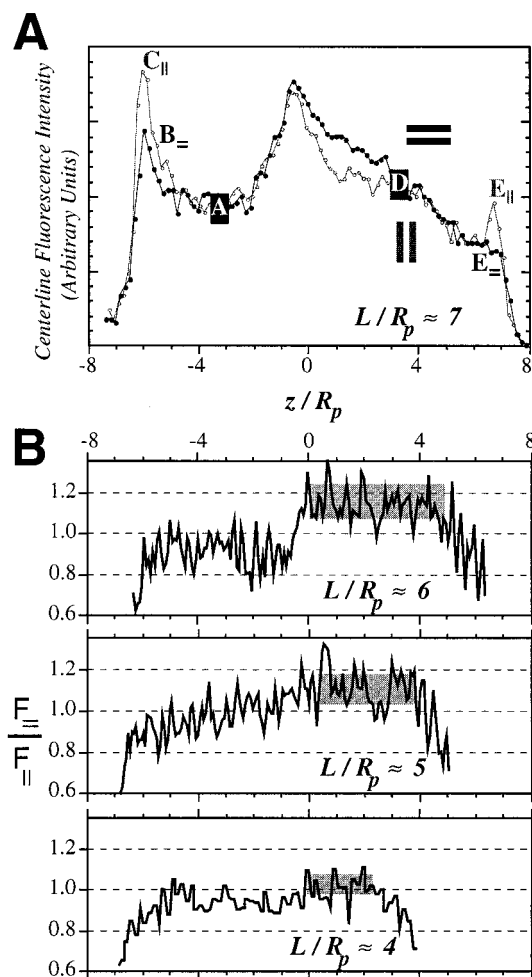 A
Centerline Fluorescence Intensity
(Arbitrary Units)
C||
B=
A
D
E||
E=
L / Rp ≈ 7
-8 -4 0 4 8
z / Rp
B
-8 -4 0 4 8
1.2
1.0
0.8
0.6
L / Rp ≈ 6
1.2
1.0
0.8
0.6
L / Rp ≈ 5
F=
F||
1.2
1.0
0.8
0.6
L / Rp ≈ 4